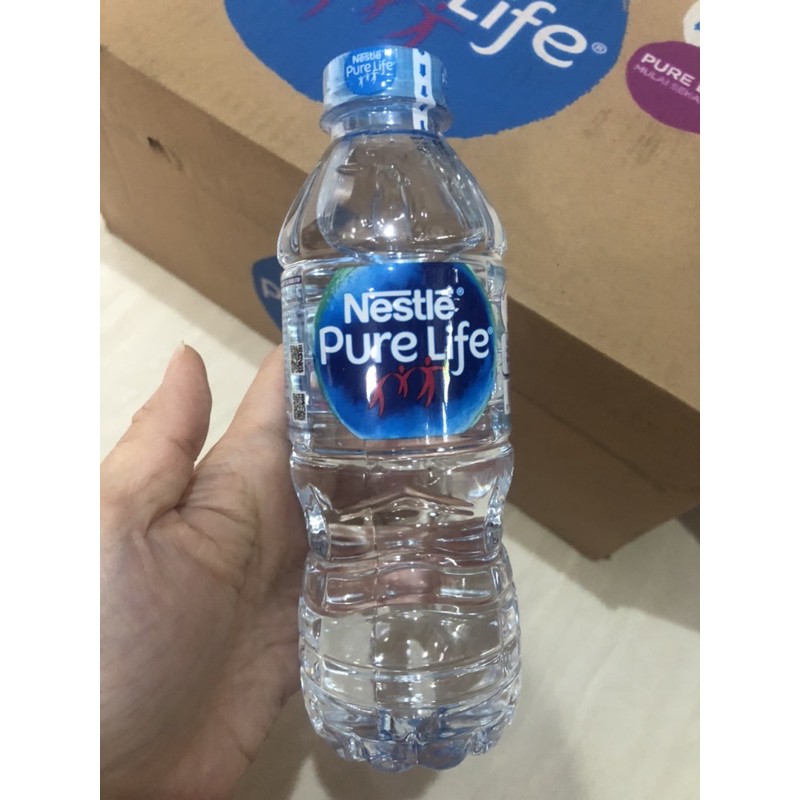 Life®
PURE
MULAI SEKA
Nestlé
Pure Life
Nestlé®
Pure Life®